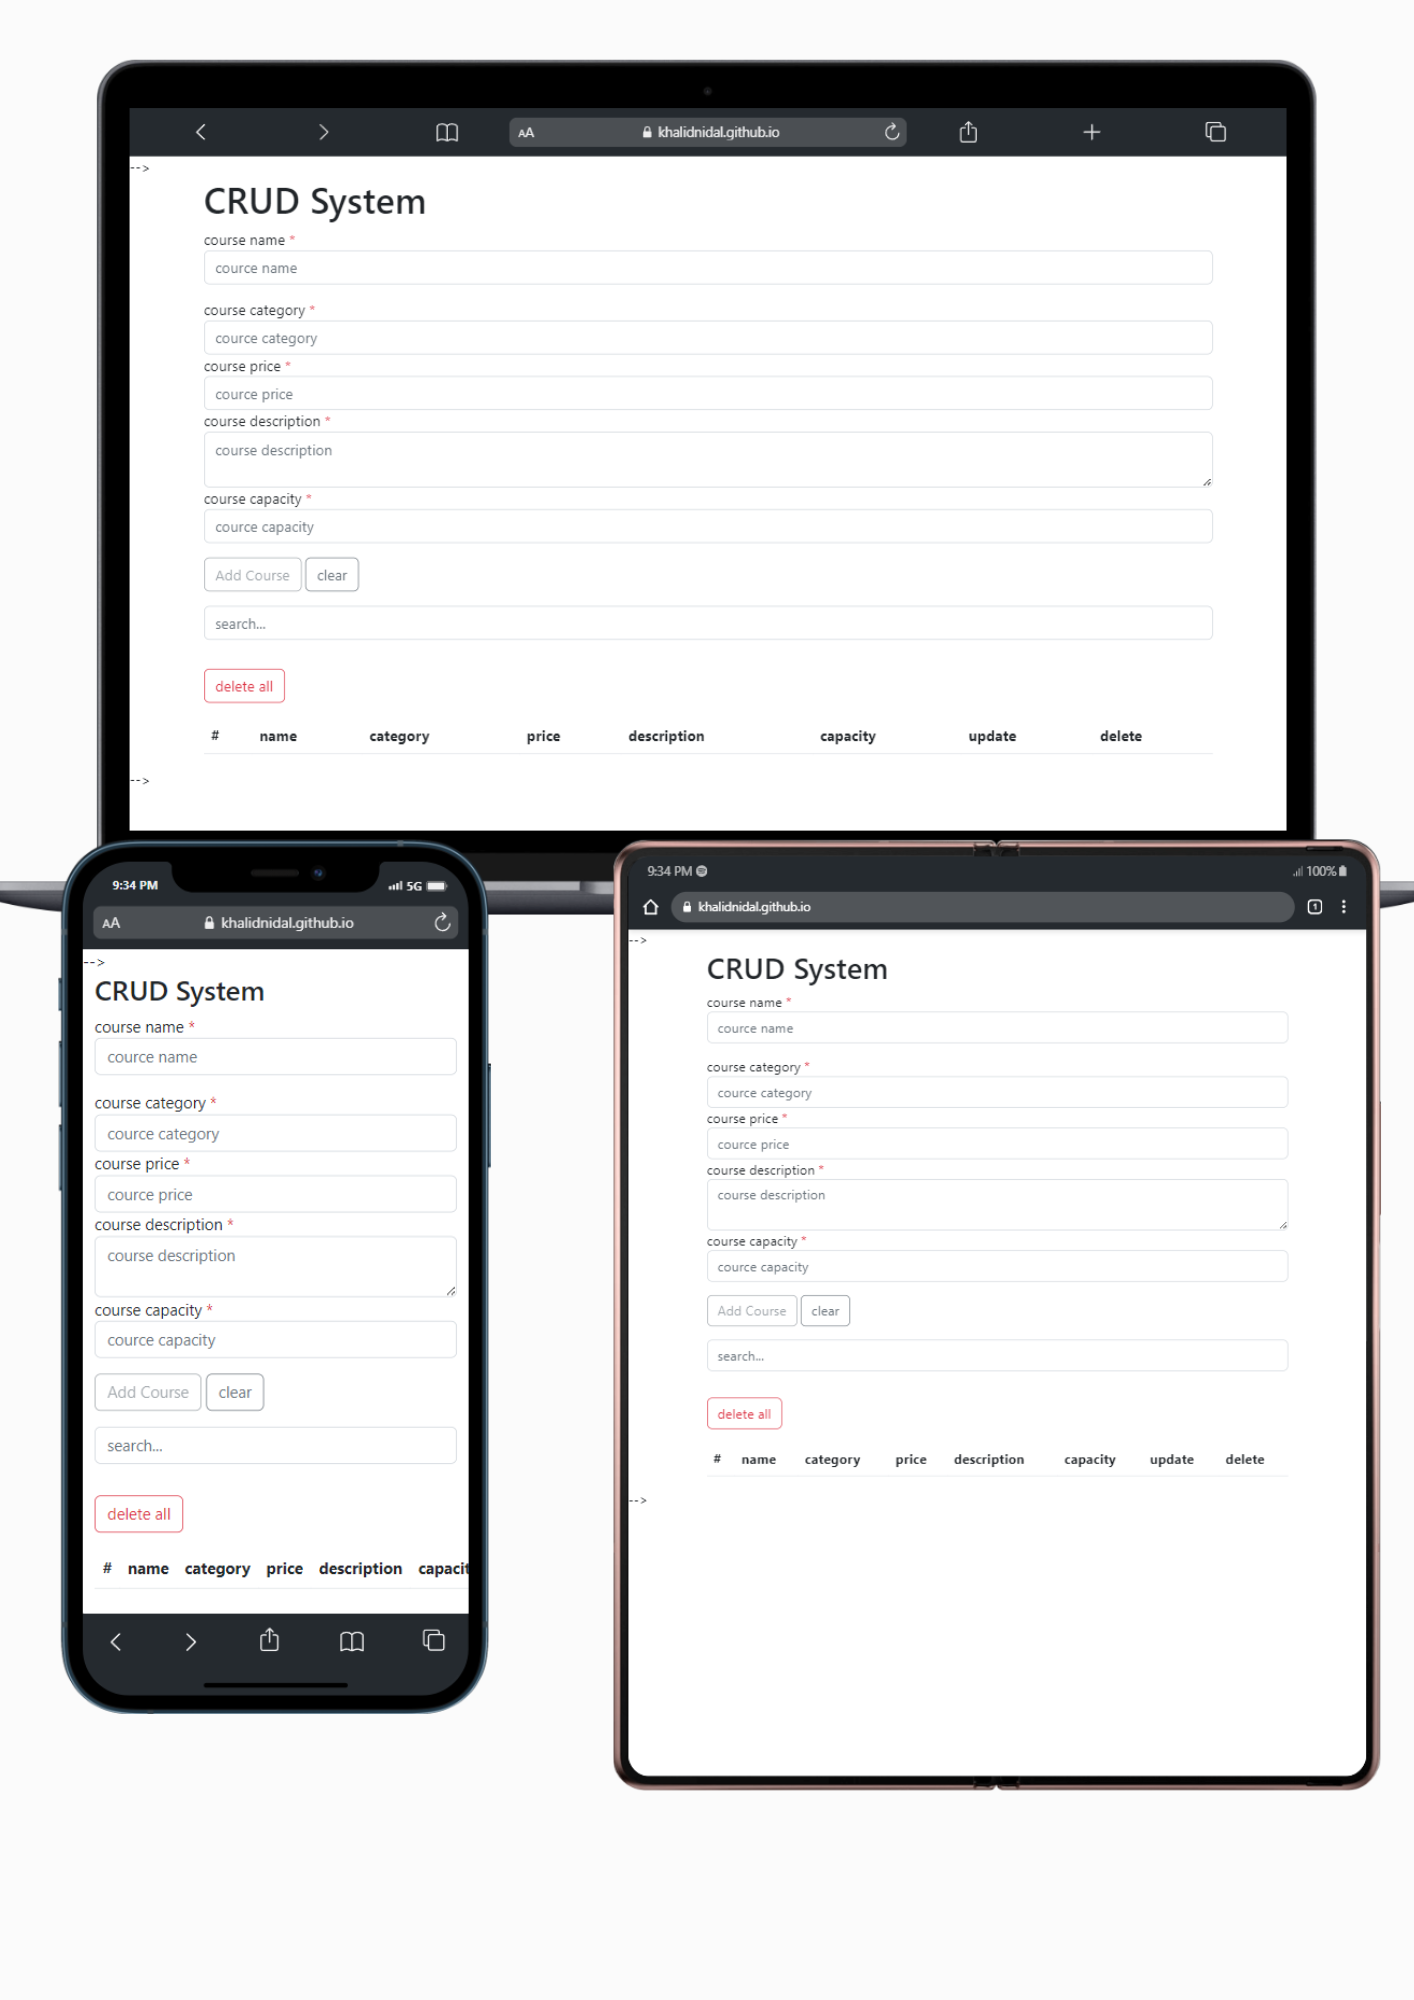 AA khalidnidal.github.io
-->
CRUD System
course name *
cource name
course category *
cource category
course price *
cource price
course description *
course description
course capacity *
cource capacity
Add Course clear
search...
delete all
# name category price description capacity update delete
-->
9:34 PM 5G
AA khalidnidal.github.io
-->
CRUD System
course name *
cource name
course category *
cource category
course price *
cource price
course description *
course description
course capacity *
cource capacity
Add Course clear
search...
delete all
# name category price description capacit
9:34 PM 100%
khalidnidal.github.io 1
-->
CRUD System
course name *
cource name
course category *
cource category
course price *
cource price
course description *
course description
course capacity *
cource capacity
Add Course clear
search...
delete all
# name category price description capacity update delete
-->